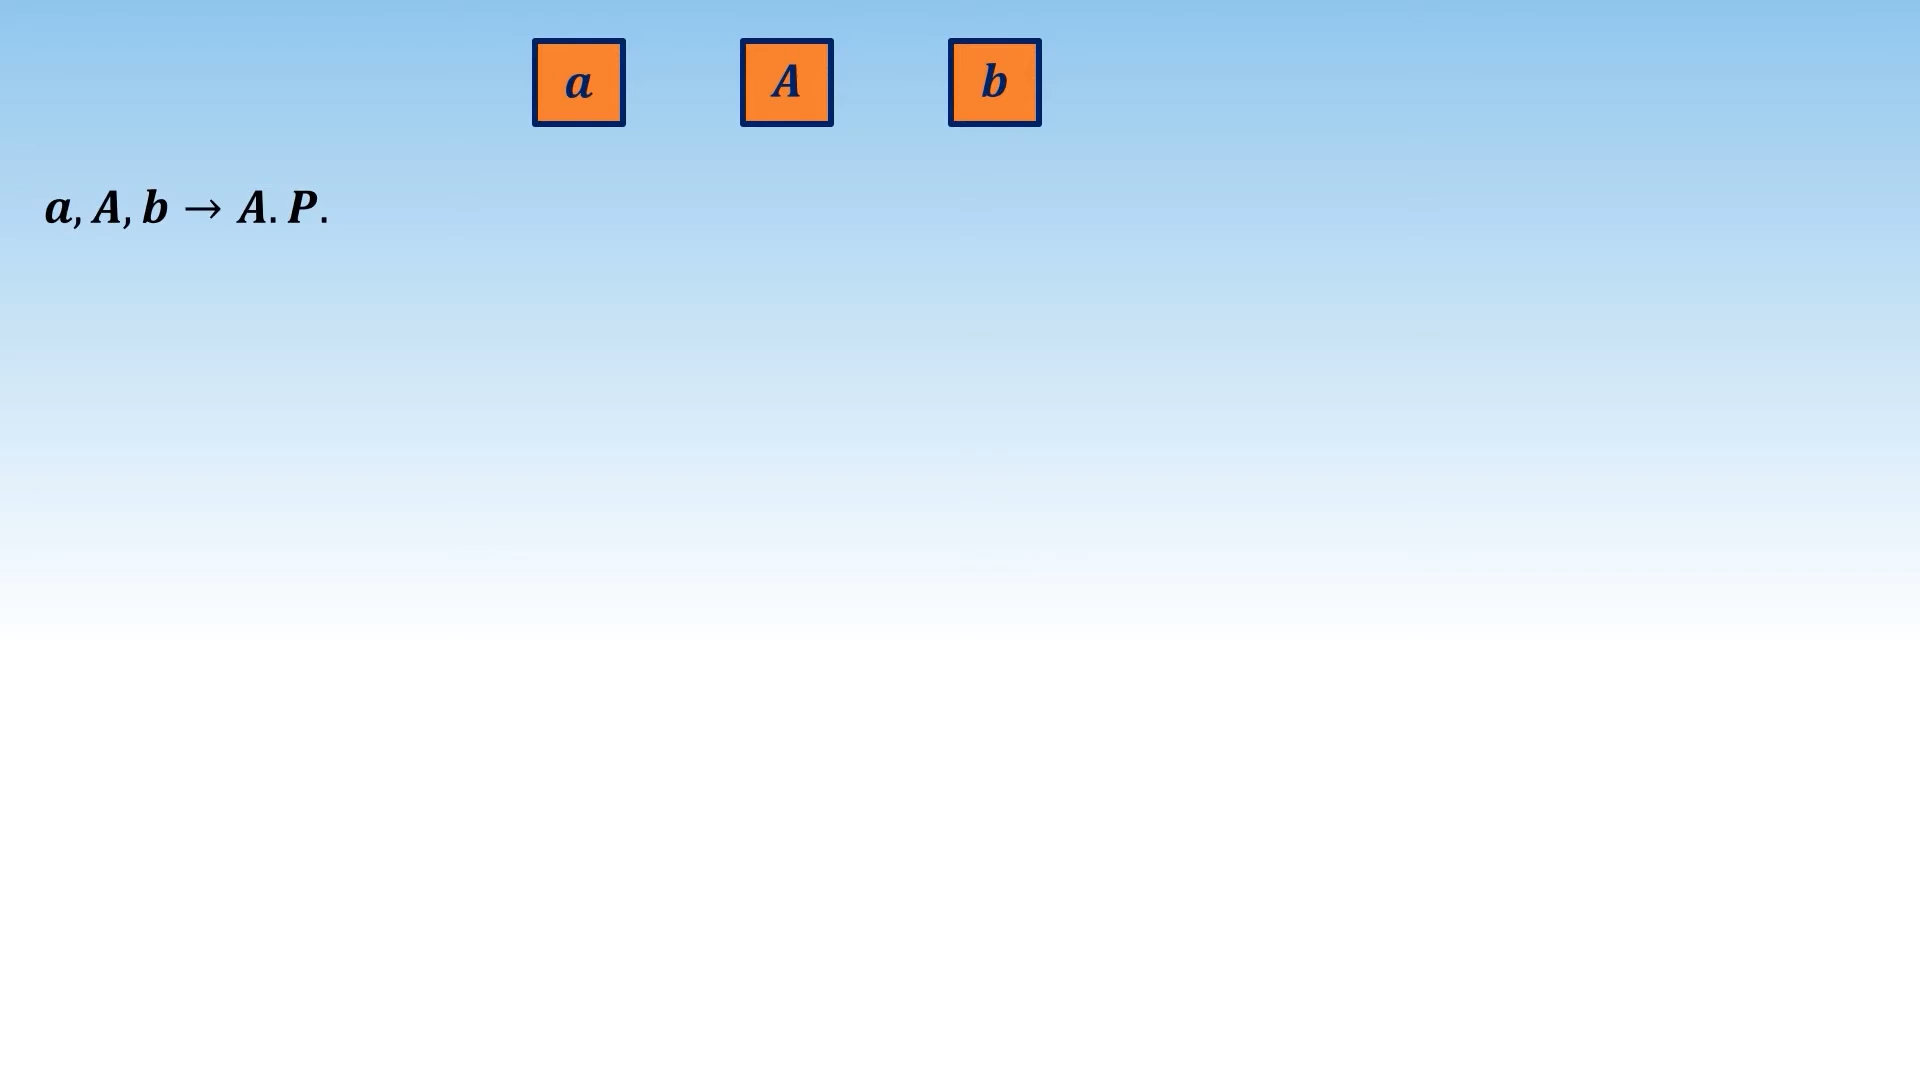 a A b
a, A, b → A. P.